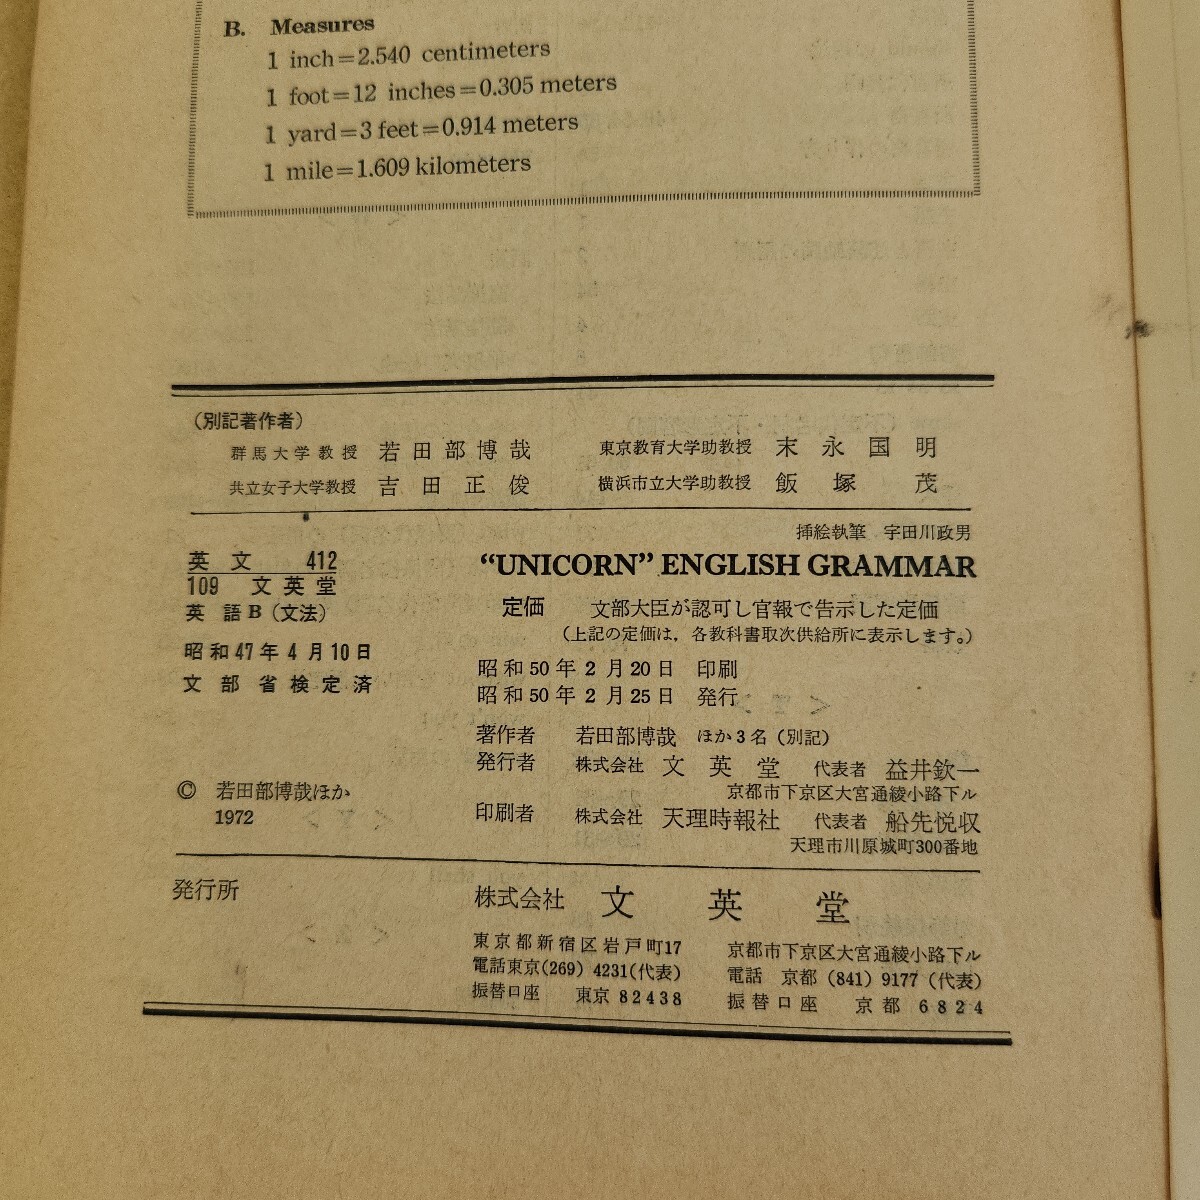 B. Measures
1 inch=2.540 centimeters
1 foot=12 inches=0.305 meters
1 yard=3 feet=0.914 meters
1 mile=1.609 kilometers
(別記著作者)
群馬大学教授 若田部博哉 東京教育大学助教授 末永国明
共立女子大学教授 吉田正俊 横浜市立大学助教授 飯塚茂
挿絵執筆 宇田川政男
英文 412
109 文英堂
英語B(文法)
昭和47年4月10日
文部省検定済
“UNICORN” ENGLISH GRAMMAR
定価 文部大臣が認可し官報で告示した定価
(上記の定価は,各教科書取次供給所に表示します。)
昭和50年2月20日 印刷
昭和50年2月25日 発行
著作者 若田部博哉 ほか3名(別記)
発行者 株式会社 文英堂 代表者 益井欽一
京都市下京区大宮通綾小路下ル
© 若田部博哉ほか
1972
印刷者 株式会社 天理時報社 代表者 船先悦収
天理市川原城町300番地
発行所 株式会社 文英堂
東京都新宿区岩戸町17
電話東京(269)4231(代表)
振替口座 東京82438
京都市下京区大宮通綾小路下ル
電話 京都(841)9177(代表)
振替口座 京都6824